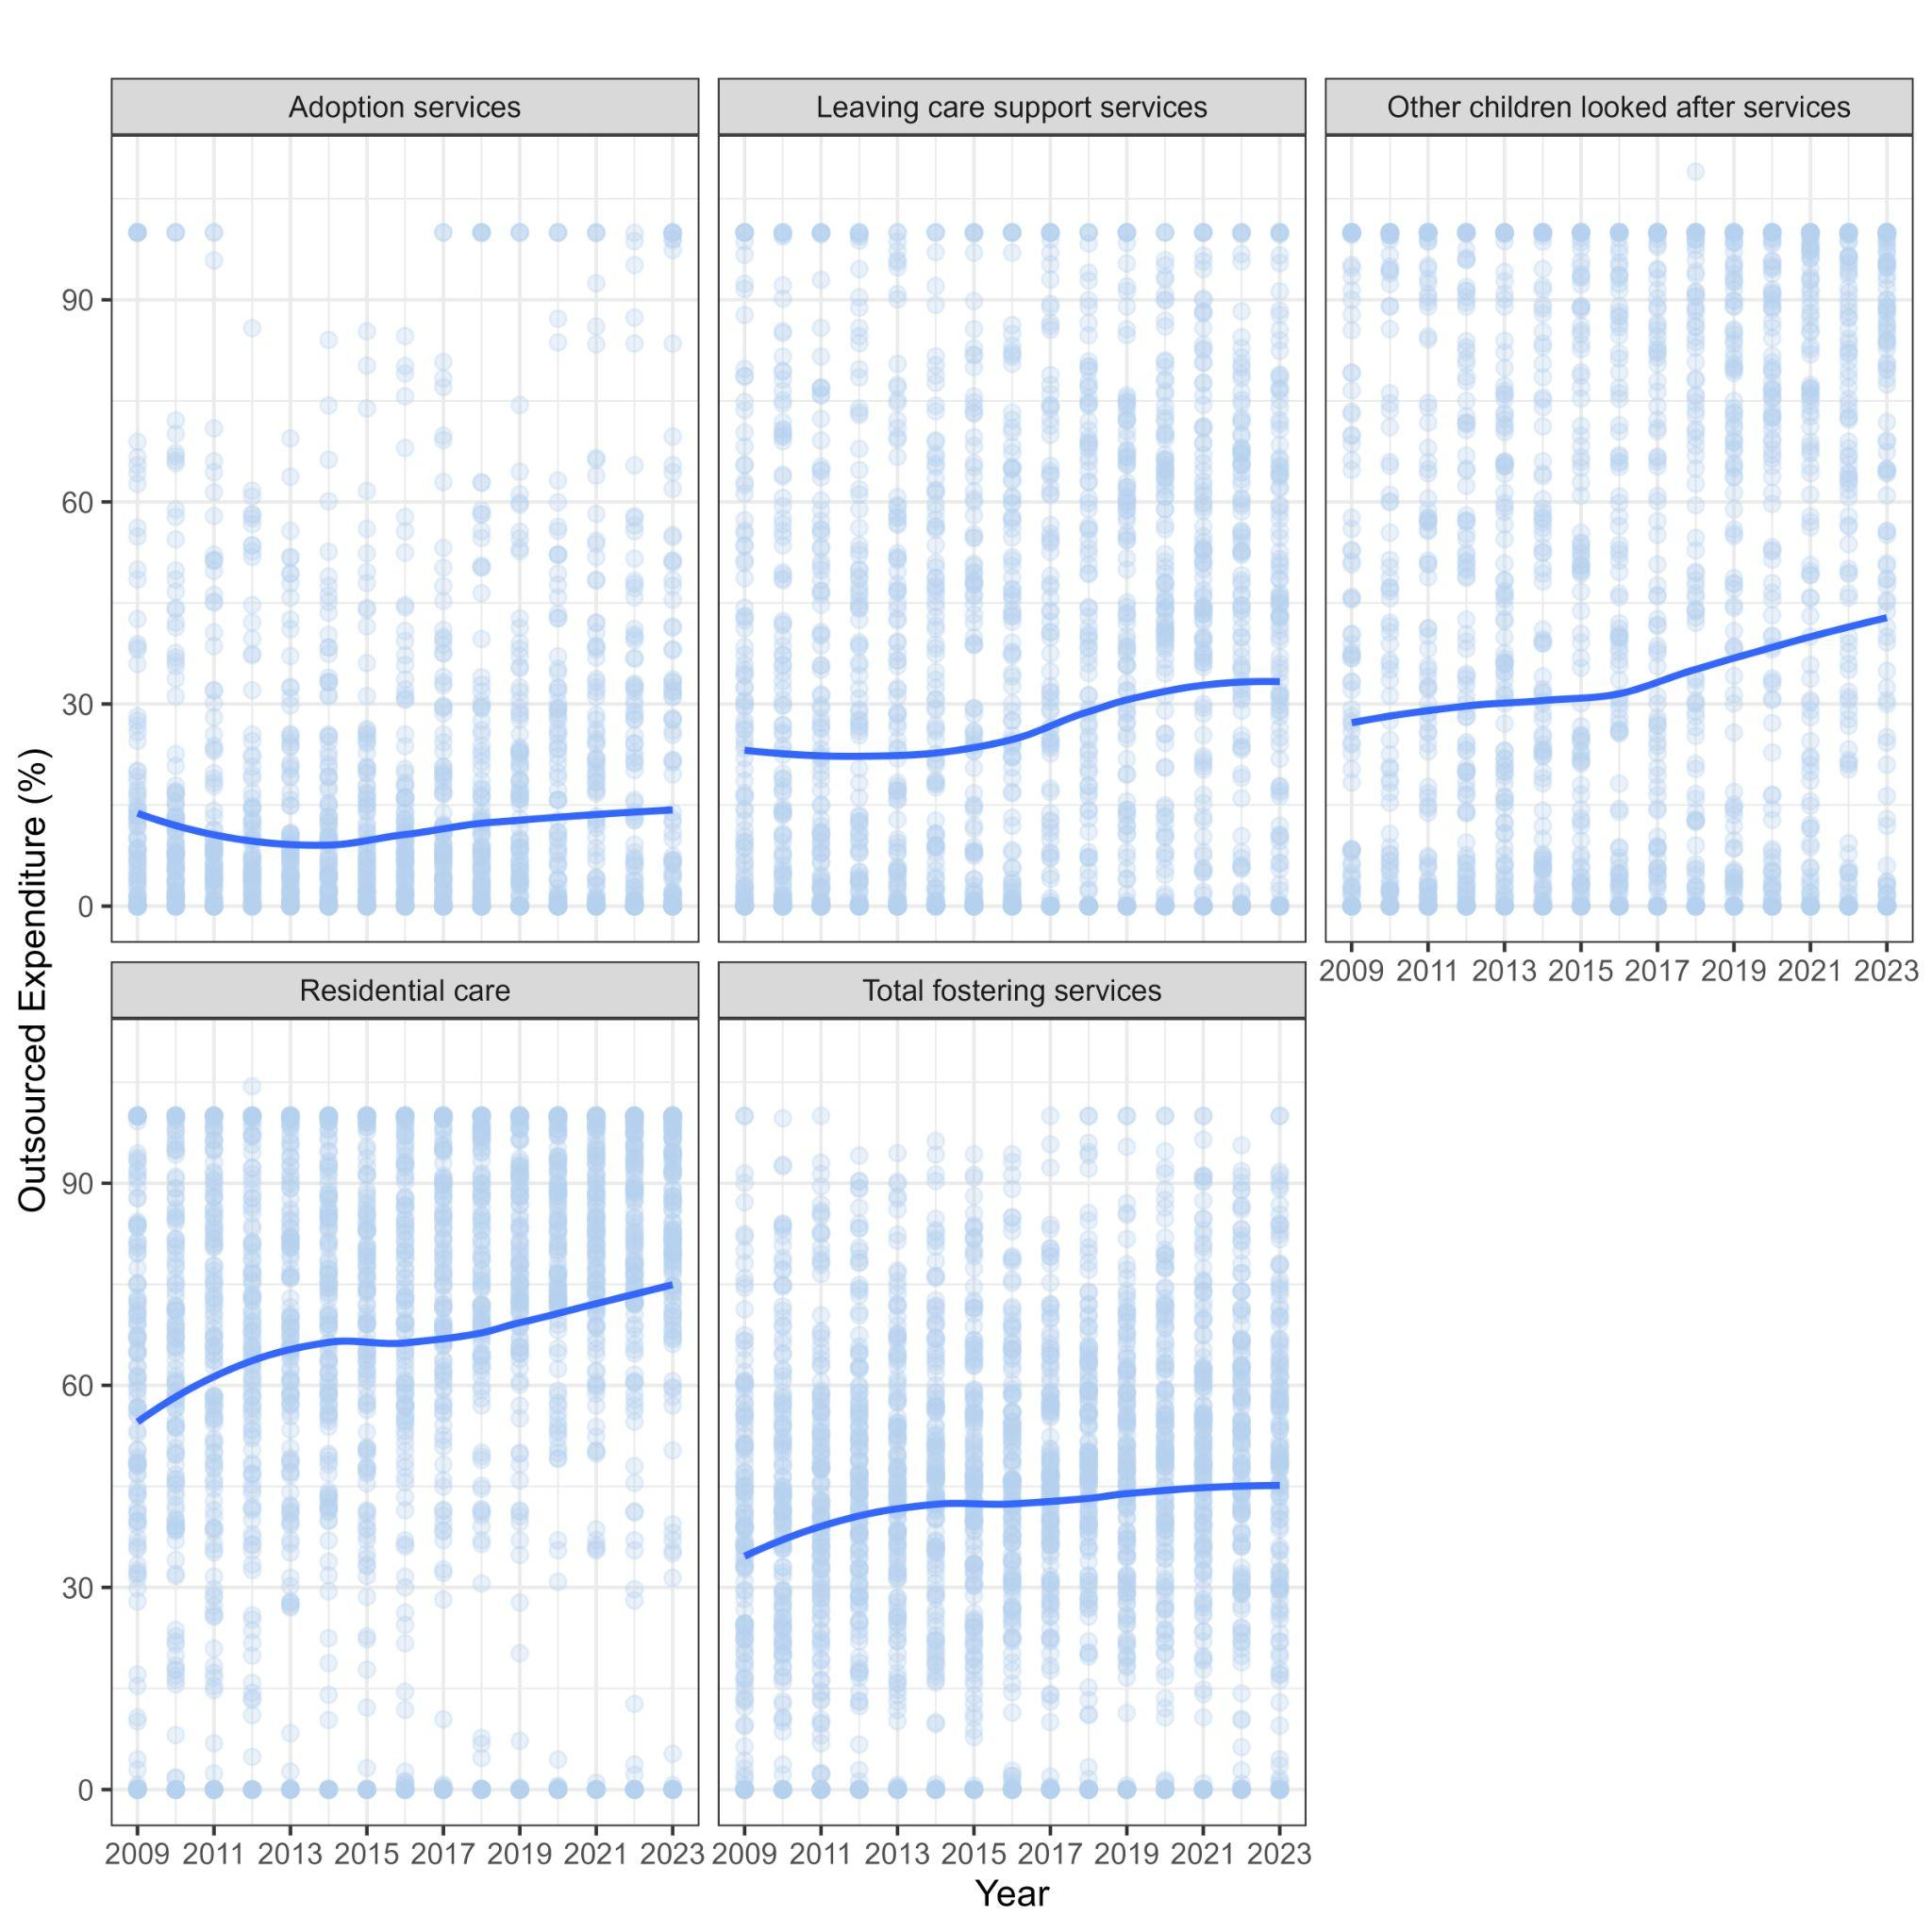 Adoption services
Leaving care support services
Other children looked after services
90
60
30
0
2009 2011 2013 2015 2017 2019 2021 2023
Outsourced Expenditure (%)
Residential care
Total fostering services
90
60
30
0
2009 2011 2013 2015 2017 2019 2021 2023
2009 2011 2013 2015 2017 2019 2021 2023
Year